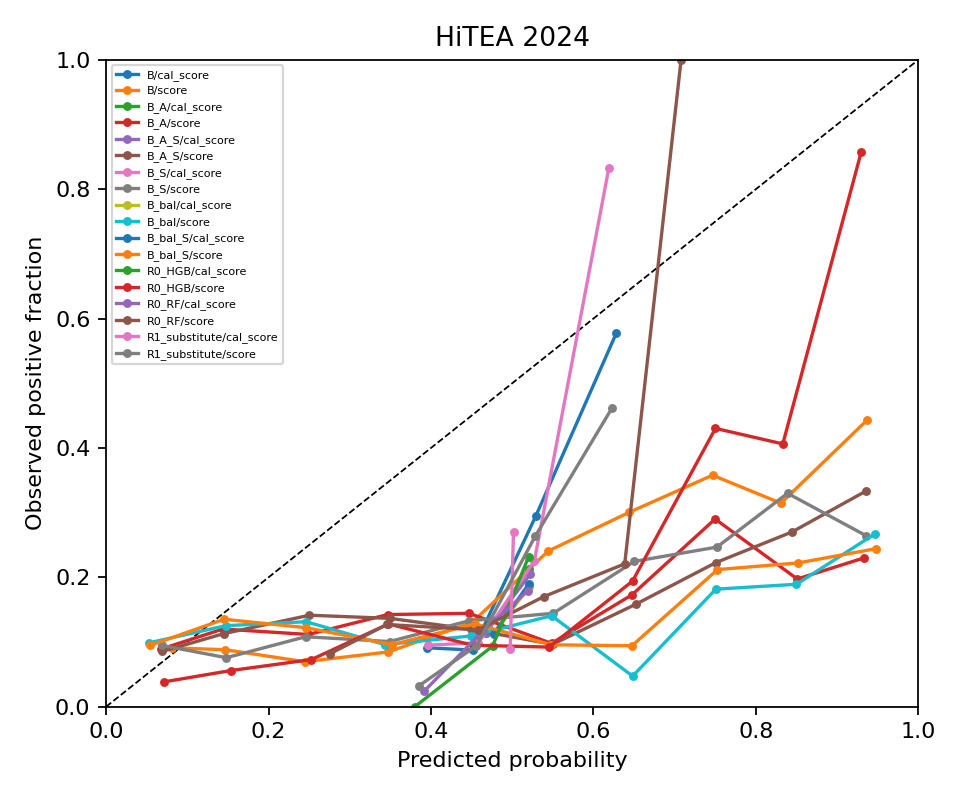 HiTEA 2024
1.0
0.8
0.6
0.4
0.2
0.0
Observed positive fraction
B/cal_score
B/score
B_A/cal_score
B_A/score
B_A_S/cal_score
B_A_S/score
B_S/cal_score
B_S/score
B_bal/cal_score
B_bal/score
B_bal_S/cal_score
B_bal_S/score
R0_HGB/cal_score
R0_HGB/score
R0_RF/cal_score
R0_RF/score
R1_substitute/cal_score
R1_substitute/score
0.0 0.2 0.4 0.6 0.8 1.0
Predicted probability